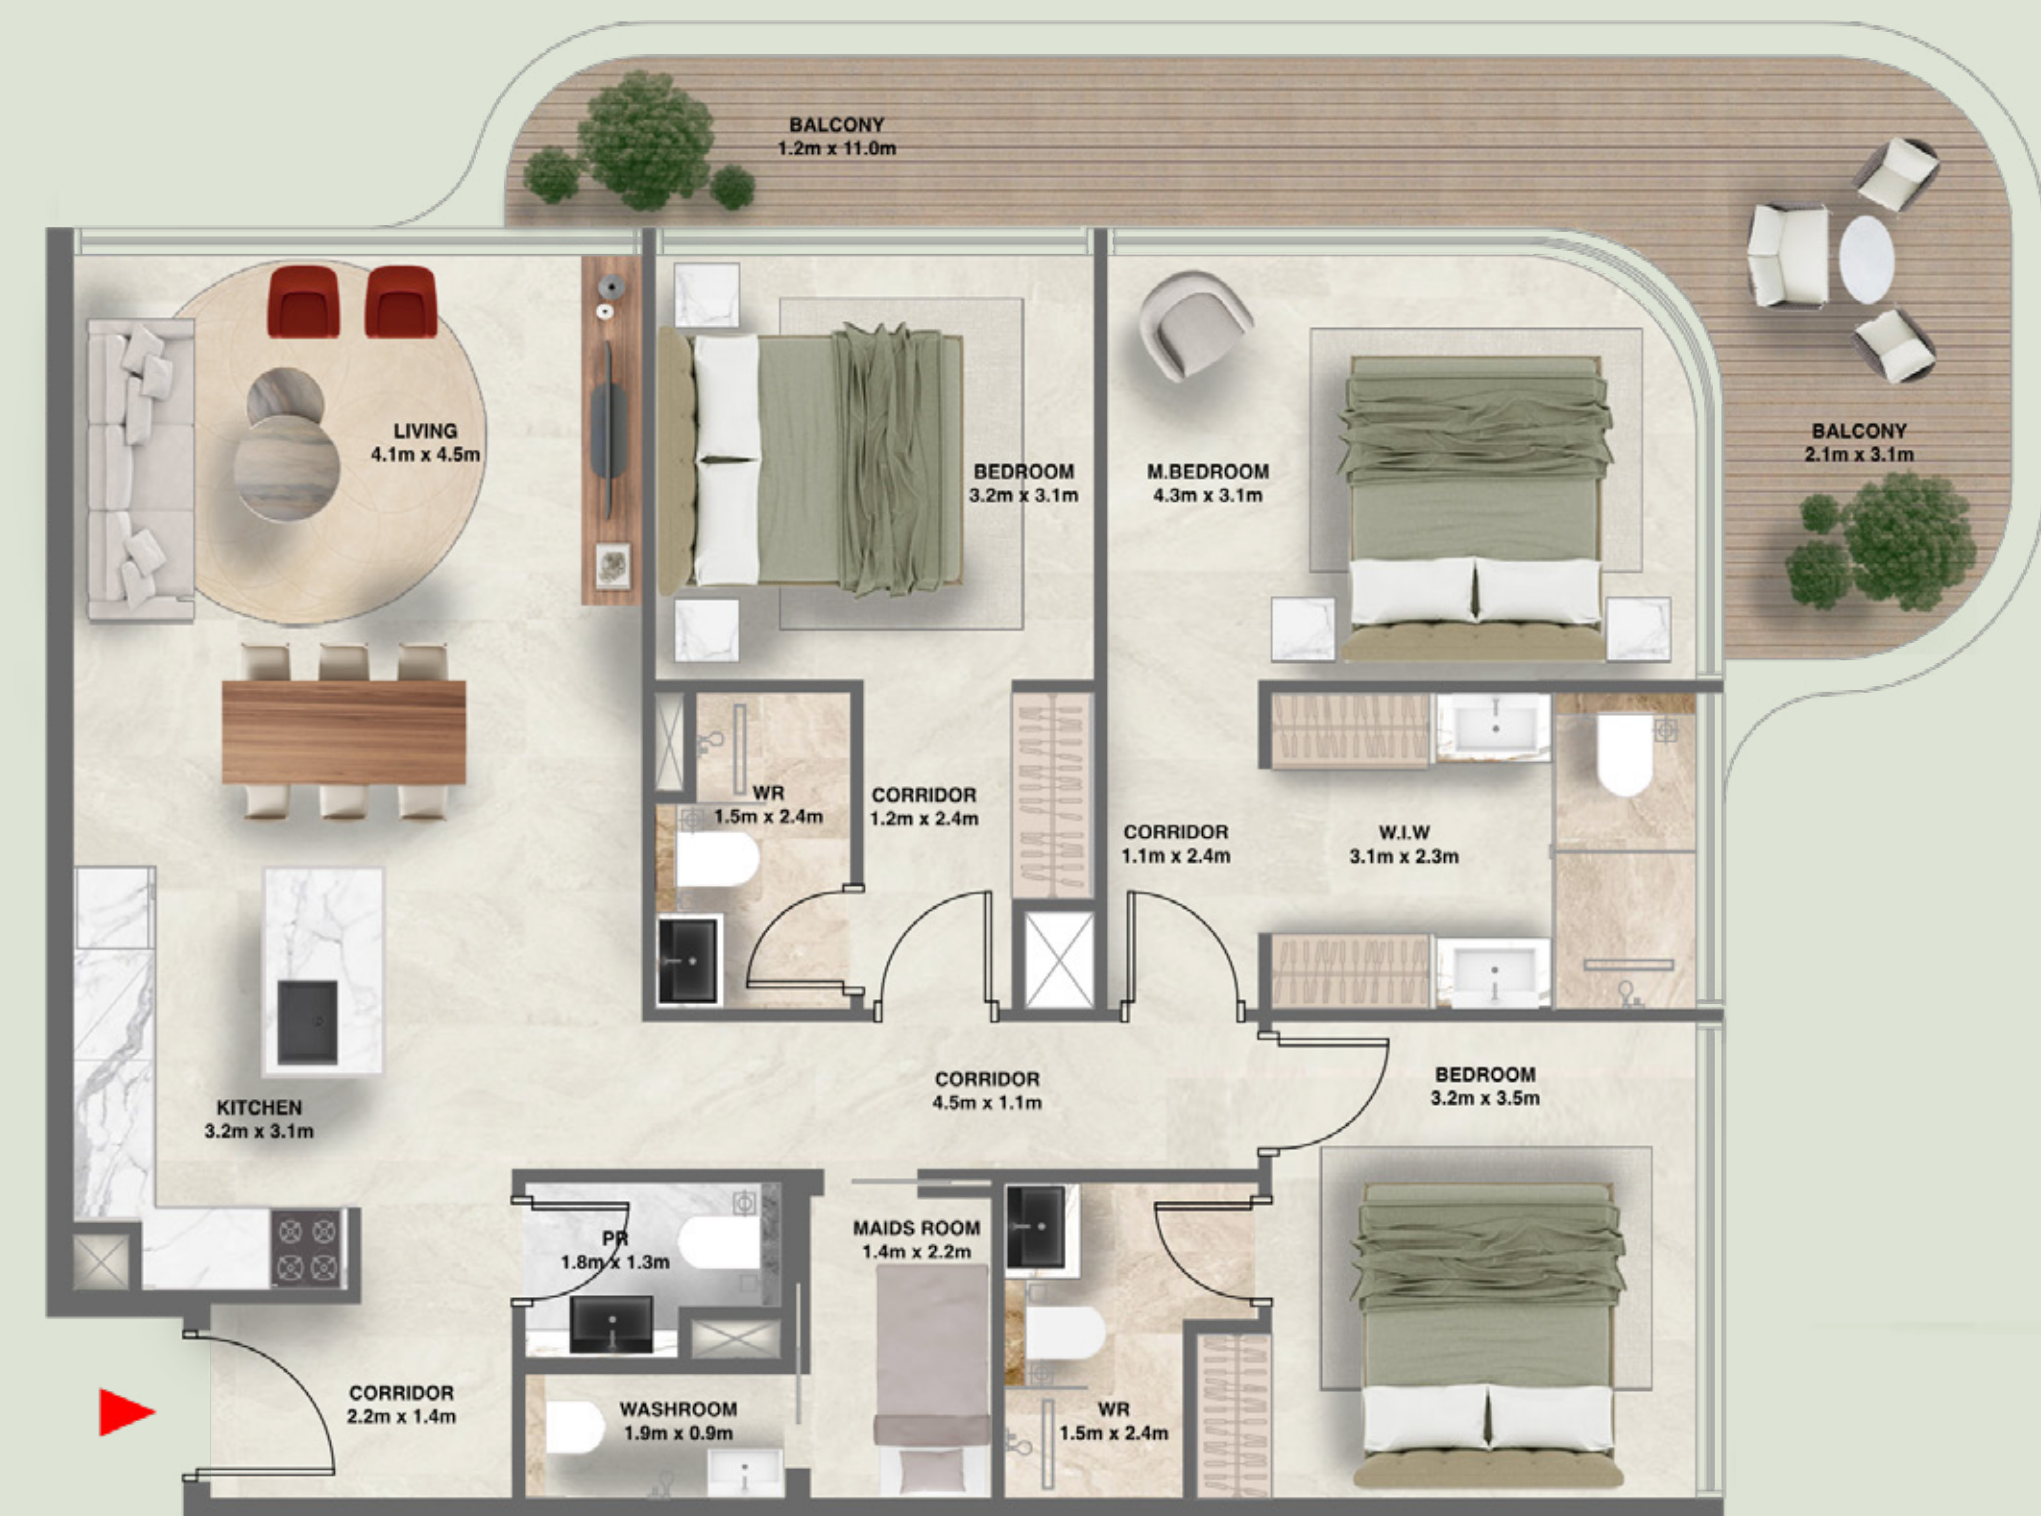 BALCONY
1.2m x 11.0m
LIVING
4.1m x 4.5m
BEDROOM
3.2m x 3.1m
M.BEDROOM
4.3m x 3.1m
BALCONY
2.1m x 3.1m
WR
1.5m x 2.4m
CORRIDOR
1.2m x 2.4m
CORRIDOR
1.1m x 2.4m
W.I.W
3.1m x 2.3m
KITCHEN
3.2m x 3.1m
CORRIDOR
4.5m x 1.1m
BEDROOM
3.2m x 3.5m
PR
1.8m x 1.3m
MAIDS ROOM
1.4m x 2.2m
CORRIDOR
2.2m x 1.4m
WASHROOM
1.9m x 0.9m
WR
1.5m x 2.4m